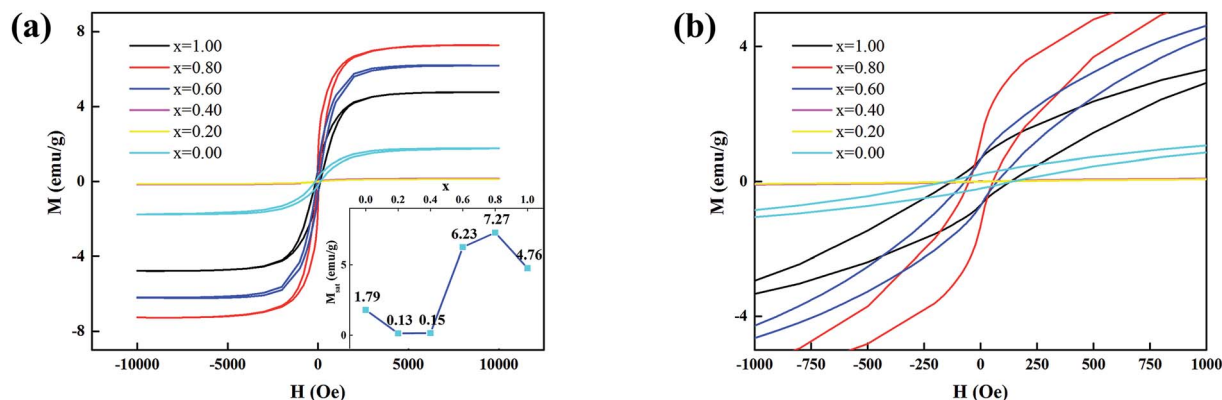 (a)
8
4
0
-4
-8
M (emu/g)
x=1.00
x=0.80
x=0.60
x=0.40
x=0.20
x=0.00
-10000 -5000 0 5000 10000
H (Oe)
x
0.0 0.2 0.4 0.6 0.8 1.0
5
0
Msat (emu/g)
1.79
0.13
0.15
6.23
7.27
4.76
(b)
4
0
-4
M (emu/g)
x=1.00
x=0.80
x=0.60
x=0.40
x=0.20
x=0.00
-1000 -750 -500 -250 0 250 500 750 1000
H (Oe)